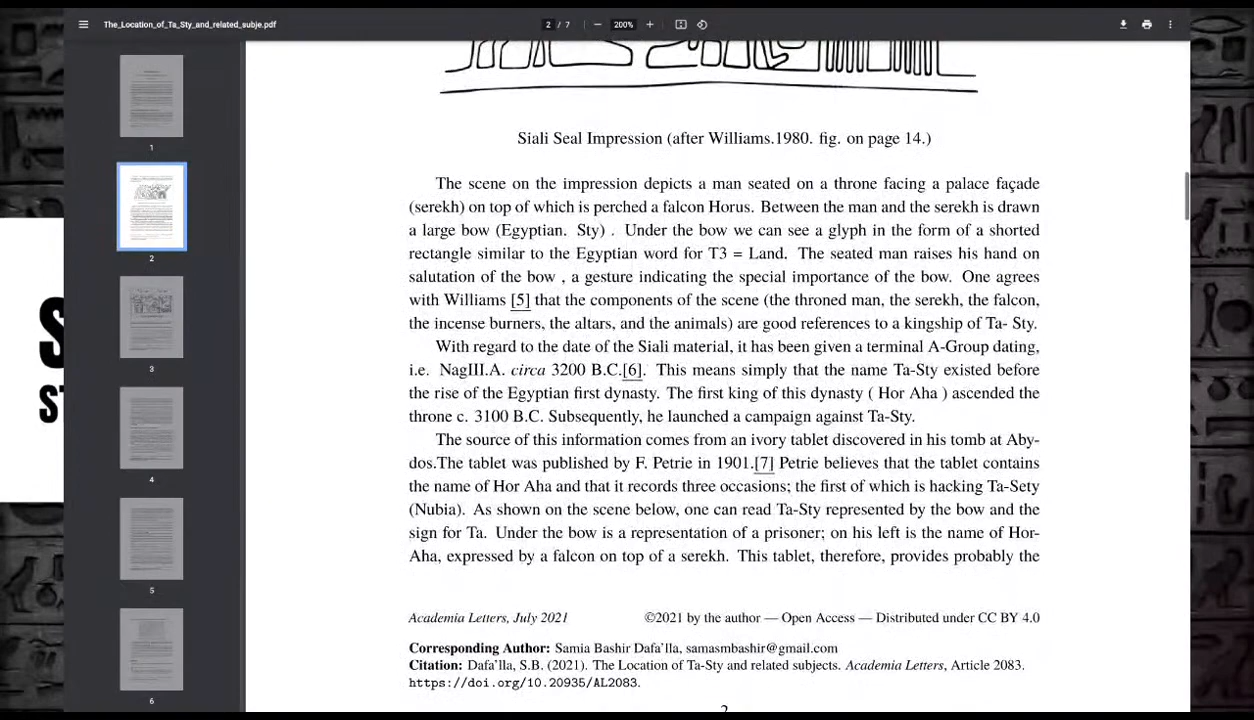 The_Location_of_Ta_Sty_and_related_subje.pdf
2 / 7
200%
1
2
3
4
5
6
S
S
Siali Seal Impression (after Williams.1980. fig. on page 14.)
The scene on the impression depicts a man seated on a throne facing a palace façade
(serekh) on top of which is perched a falcon Horus. Between the man and the serekh is drawn
a large bow (Egyptian. Sty) . Under the bow we can see a glyph in the form of a shorted
rectangle similar to the Egyptian word for T3 = Land. The seated man raises his hand on
salutation of the bow , a gesture indicating the special importance of the bow. One agrees
with Williams [5] that the components of the scene (the throned man, the serekh, the falcon,
the incense burners, the altars, and the animals) are good references to a kingship of Ta- Sty.
With regard to the date of the Siali material, it has been given a terminal A-Group dating,
i.e. NagIII.A. circa 3200 B.C.[6]. This means simply that the name Ta-Sty existed before
the rise of the Egyptian first dynasty. The first king of this dynasty ( Hor Aha ) ascended the
throne c. 3100 B.C. Subsequently, he launched a campaign against Ta-Sty.
The source of this information comes from an ivory tablet discovered in his tomb at Aby-
dos.The tablet was published by F. Petrie in 1901.[7] Petrie believes that the tablet contains
the name of Hor Aha and that it records three occasions; the first of which is hacking Ta-Sety
(Nubia). As shown on the scene below, one can read Ta-Sty represented by the bow and the
sign for Ta. Under the bow is a representation of a prisoner; on his left is the name of Hor-
Aha, expressed by a falcon on top of a serekh. This tablet, therefore, provides probably the
Academia Letters, July 2021 ©2021 by the author — Open Access — Distributed under CC BY 4.0
Corresponding Author: Samia Bashir Dafa'lla, samasmbashir@gmail.com
Citation: Dafa'lla, S.B. (2021). The Location of Ta-Sty and related subjects. Academia Letters, Article 2083.
https://doi.org/10.20935/AL2083.
2